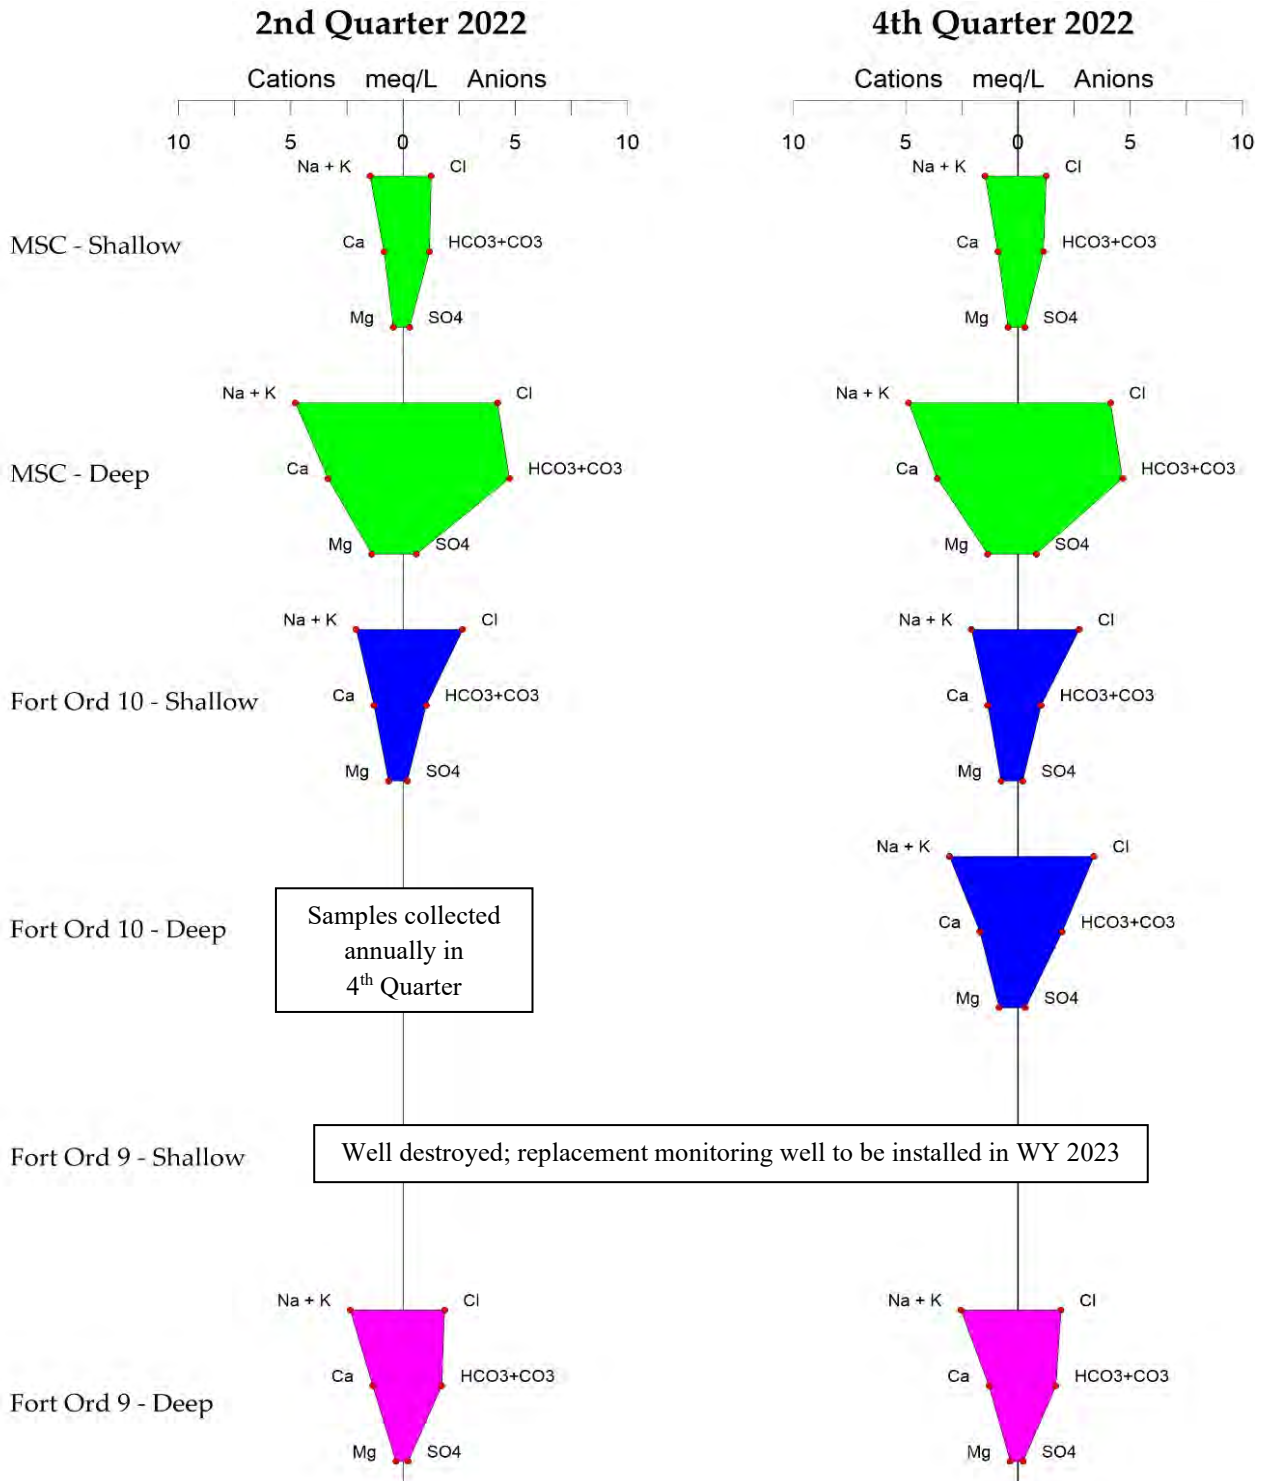 2nd Quarter 2022 4th Quarter 2022
Cations meq/L Anions Cations meq/L Anions
10 5 0 5 10 10 5 0 5 10
Na + K Cl Na + K Cl
MSC - Shallow Ca HCO3+CO3 Ca HCO3+CO3
Mg SO4 Mg SO4
Na + K Cl Na + K Cl
MSC - Deep Ca HCO3+CO3 Ca HCO3+CO3
Mg SO4 Mg SO4
Na + K Cl Na + K Cl
Fort Ord 10 - Shallow Ca HCO3+CO3 Ca HCO3+CO3
Mg SO4 Mg SO4
Na + K Cl
Fort Ord 10 - Deep
Samples collected
annually in
4th Quarter
Ca HCO3+CO3
Mg SO4
Fort Ord 9 - Shallow
Well destroyed; replacement monitoring well to be installed in WY 2023
Na + K Cl Na + K Cl
Fort Ord 9 - Deep Ca HCO3+CO3 Ca HCO3+CO3
Mg SO4 Mg SO4